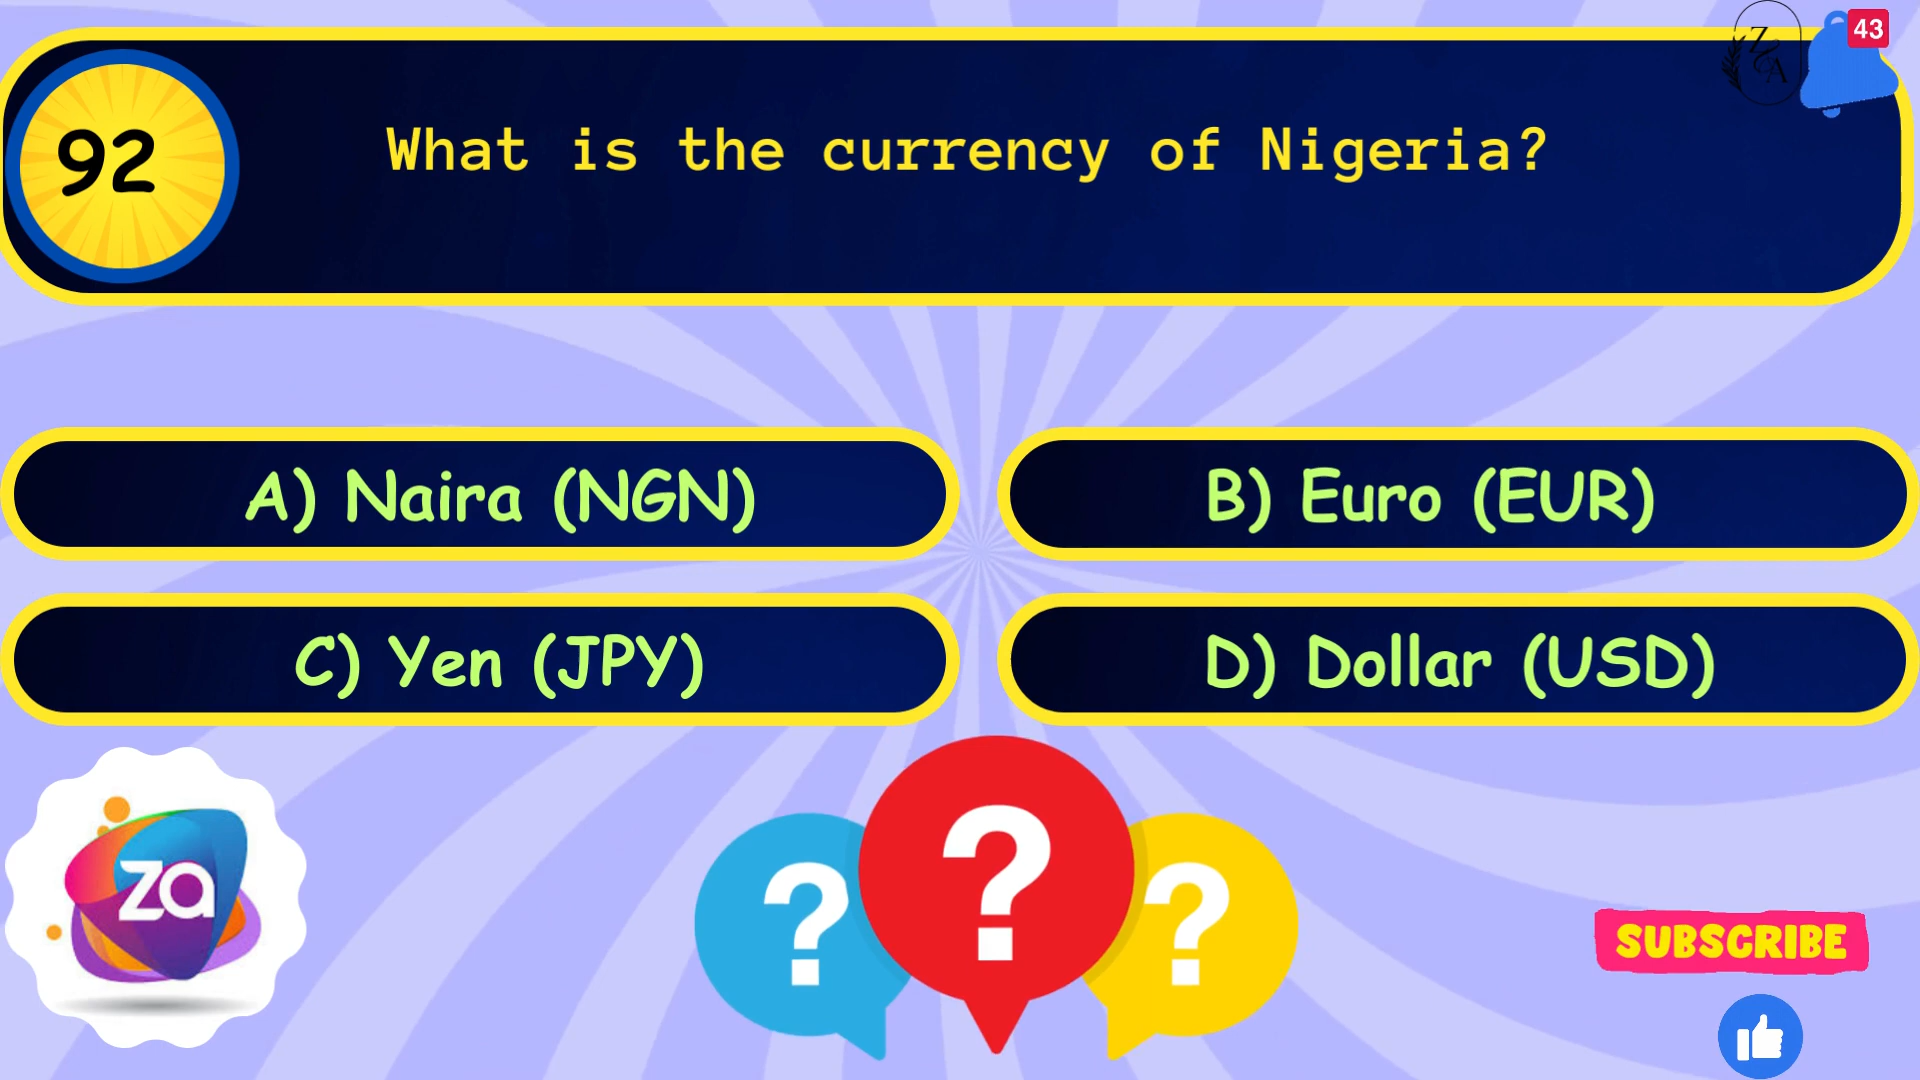 43
Z
A
92
What is the currency of Nigeria?
A) Naira (NGN)
B) Euro (EUR)
C) Yen (JPY)
D) Dollar (USD)
za
? ? ?
SUBSCRIBE